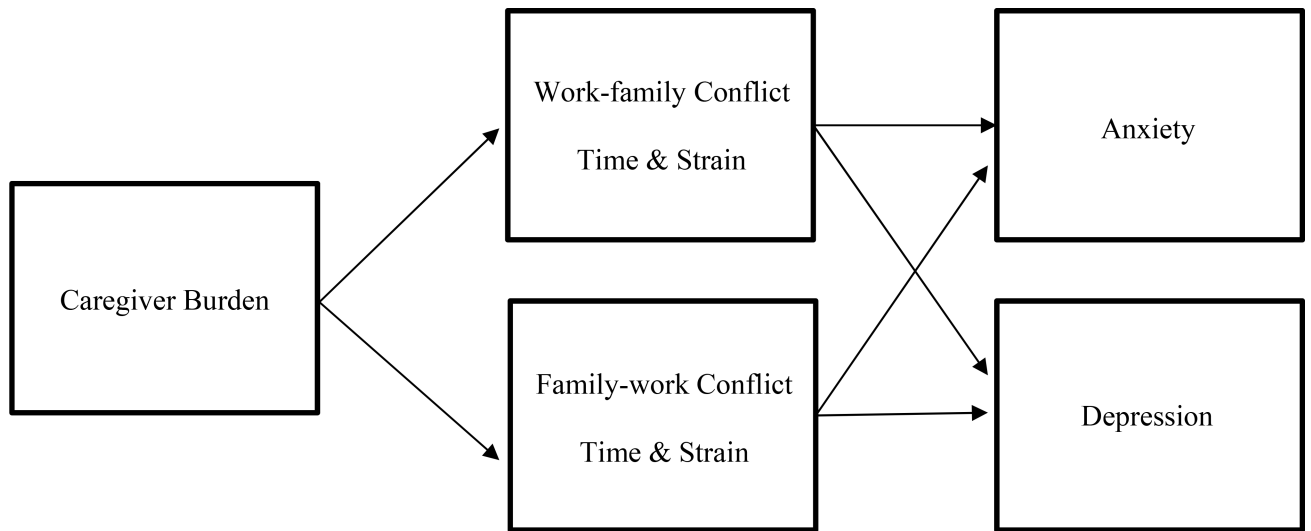 Caregiver Burden
Work-family Conflict
Time & Strain
Family-work Conflict
Time & Strain
Anxiety
Depression